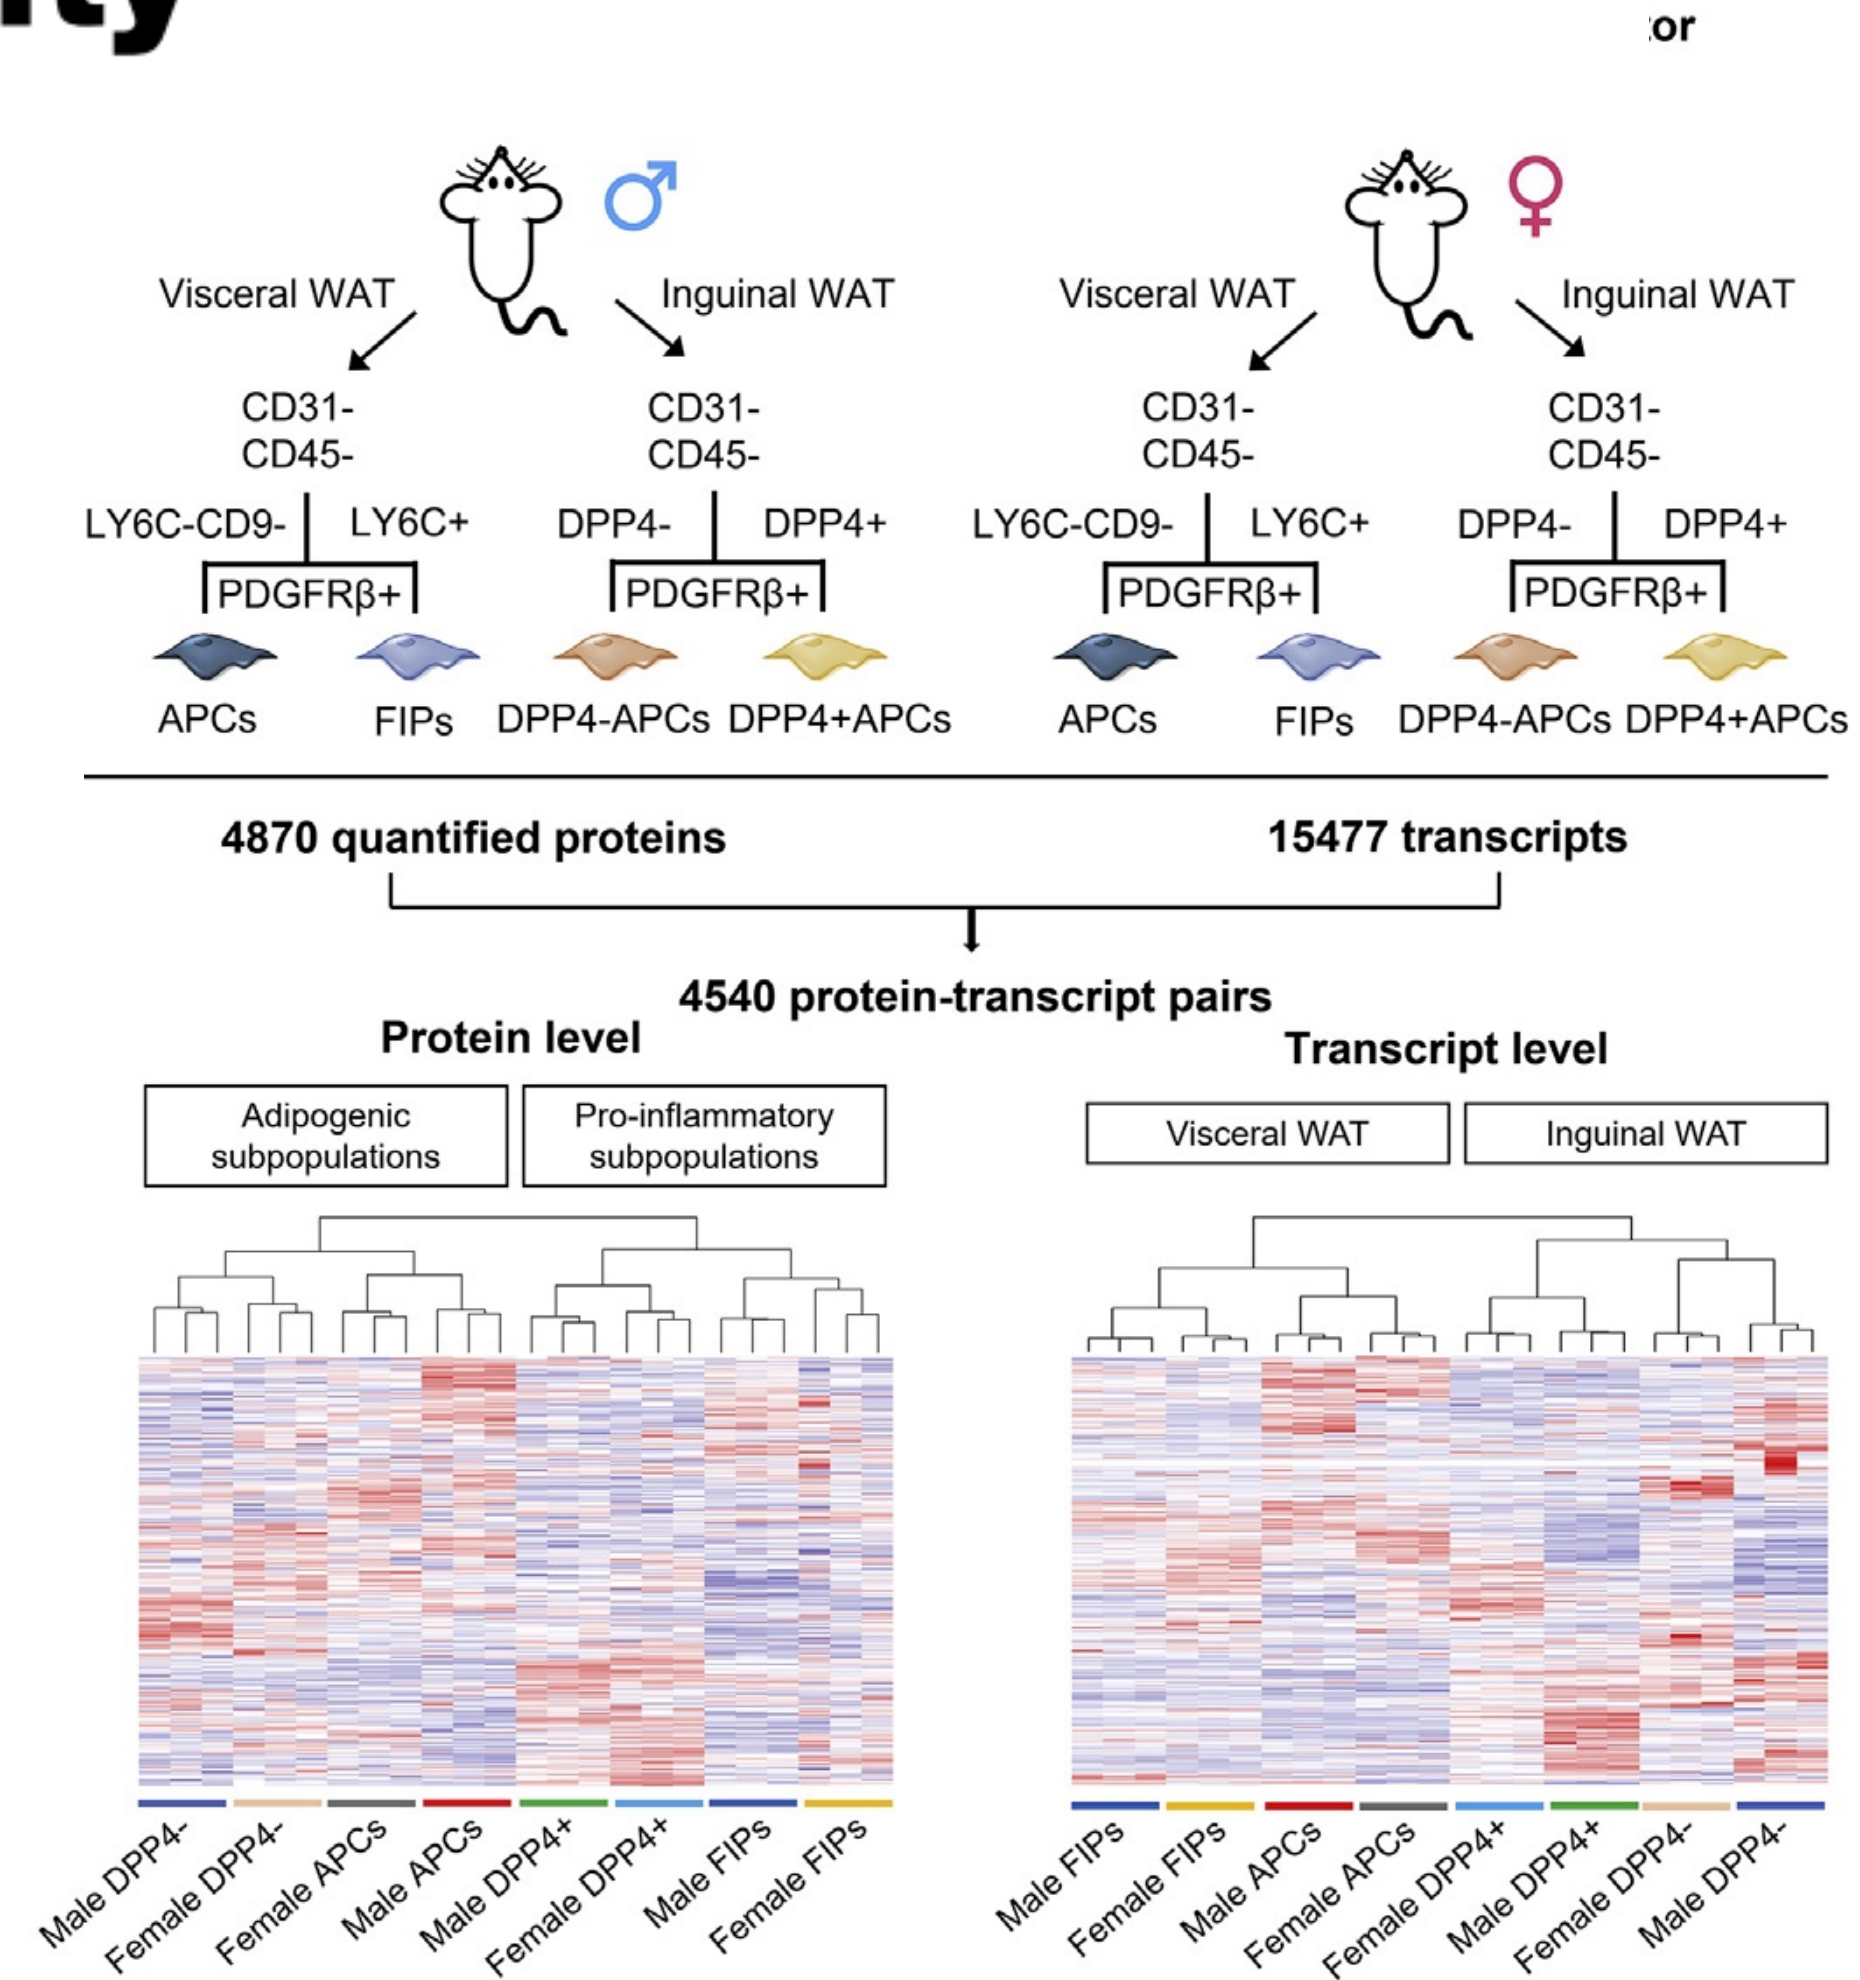 Visceral WAT
Inguinal WAT
Visceral WAT
Inguinal WAT
CD31-
CD45-
CD31-
CD45-
CD31-
CD45-
CD31-
CD45-
LY6C-CD9-
LY6C+
DPP4-
DPP4+
LY6C-CD9-
LY6C+
DPP4-
DPP4+
PDGFRβ+
PDGFRβ+
PDGFRβ+
PDGFRβ+
APCs
FIPs
DPP4-APCs
DPP4+APCs
APCs
FIPs
DPP4-APCs
DPP4+APCs
4870 quantified proteins
15477 transcripts
4540 protein-transcript pairs
Protein level
Transcript level
Adipogenic
subpopulations
Pro-inflammatory
subpopulations
Visceral WAT
Inguinal WAT
Male DPP4-
Female DPP4-
Female APCs
Male APCs
Male DPP4+
Female DPP4+
Male FIPs
Female FIPs
Male FIPs
Female FIPs
Male APCs
Female APCs
Female DPP4+
Male DPP4+
Female DPP4-
Male DPP4-